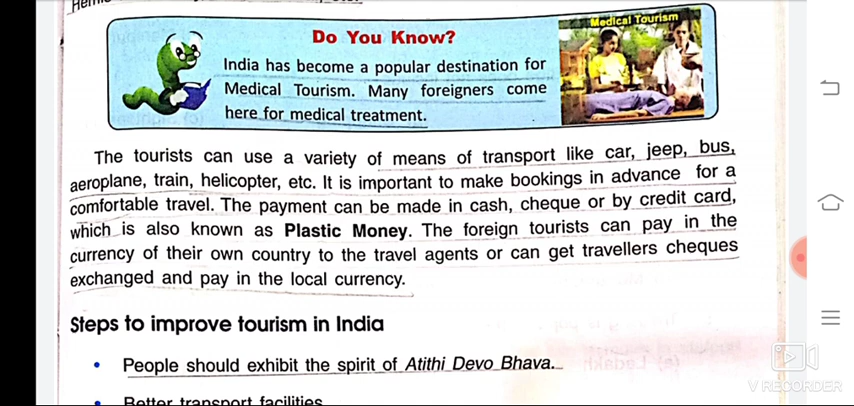 Do You Know?
Medical Tourism
India has become a popular destination for
Medical Tourism. Many foreigners come
here for medical treatment.
The tourists can use a variety of means of transport like car, jeep, bus,
aeroplane, train, helicopter, etc. It is important to make bookings in advance for a
comfortable travel. The payment can be made in cash, cheque or by credit card,
which is also known as Plastic Money. The foreign tourists can pay in the
currency of their own country to the travel agents or can get travellers cheques
exchanged and pay in the local currency.
Steps to improve tourism in India
• People should exhibit the spirit of Atithi Devo Bhava.
• Better transport facilities
V RECORDER